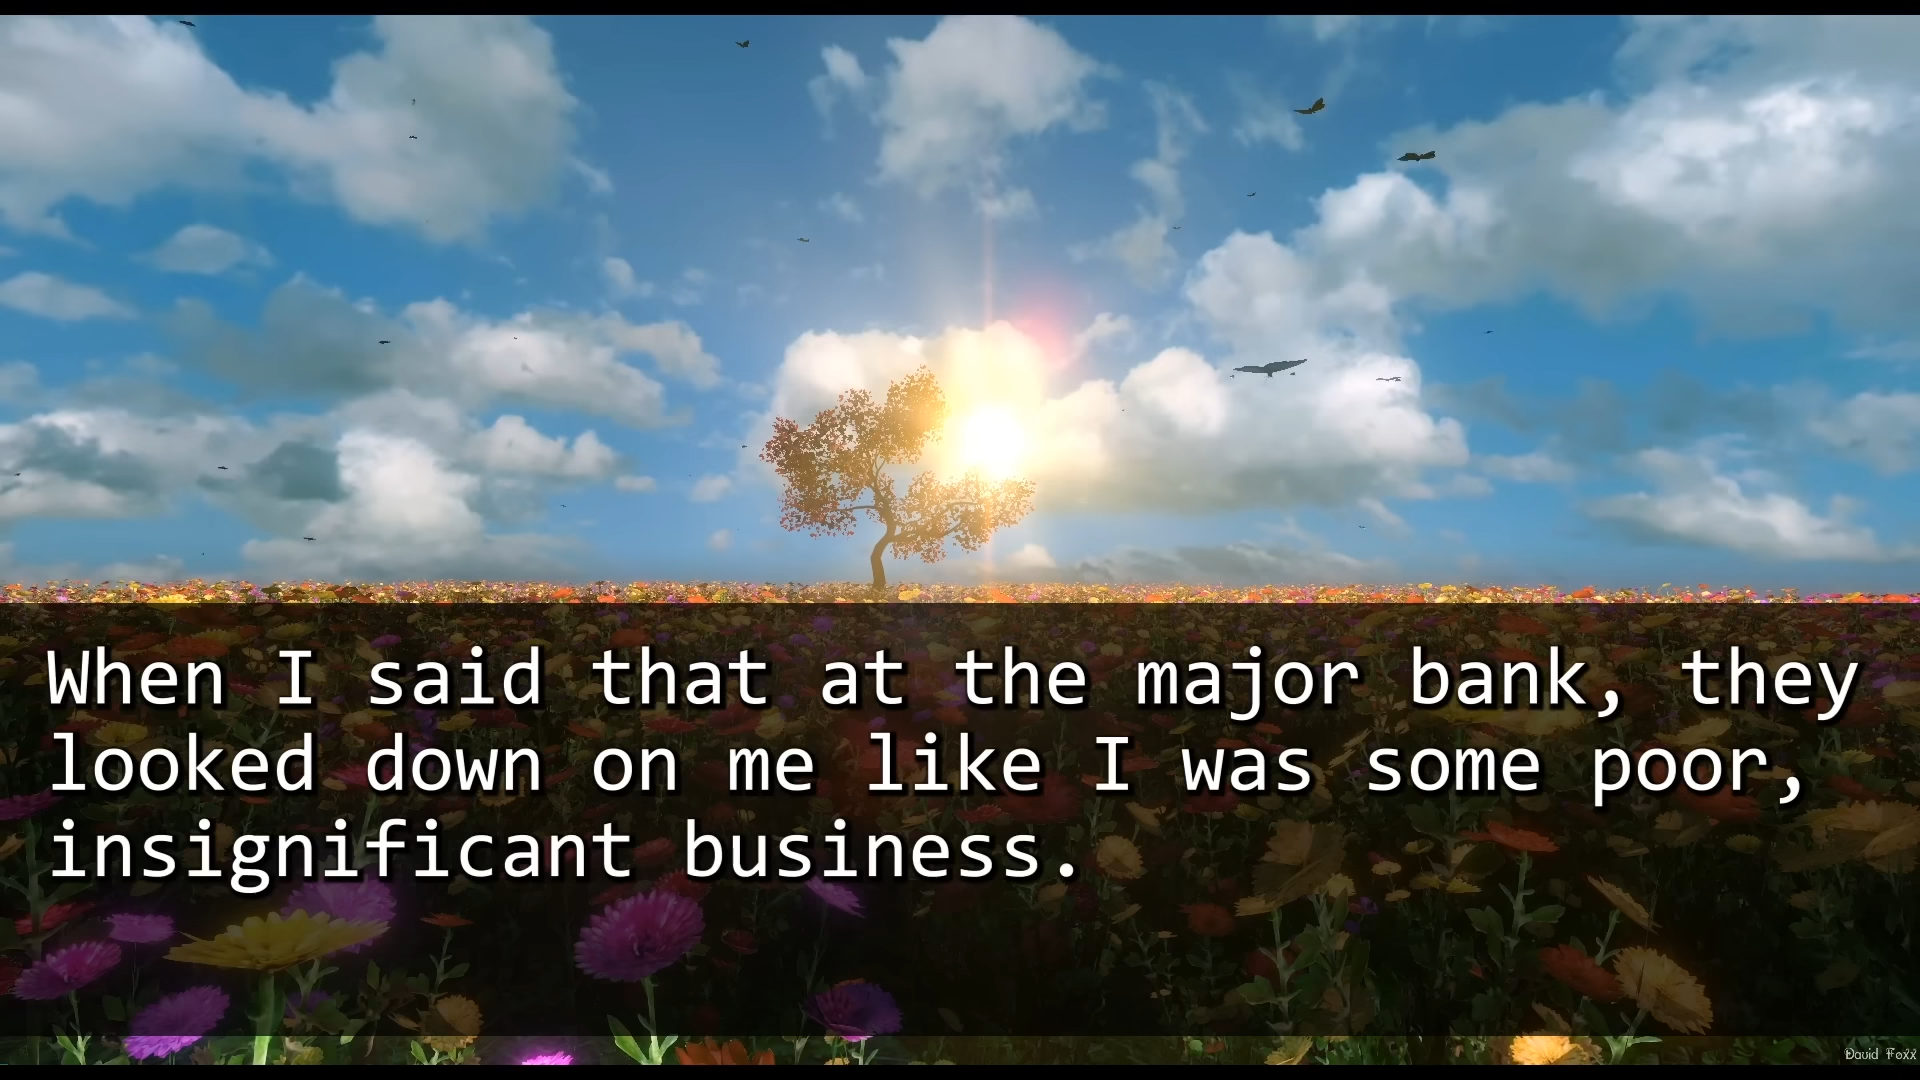 When I said that at the major bank, they
looked down on me like I was some poor,
insignificant business.
David Foxx